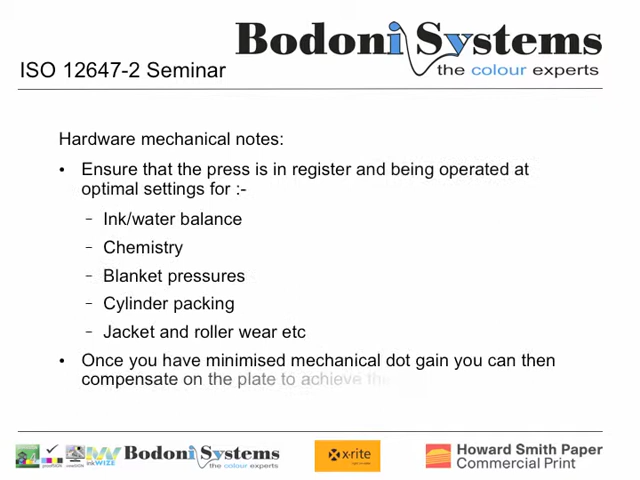 Bodoni Systems
the colour experts
ISO 12647-2 Seminar
Hardware mechanical notes:
• Ensure that the press is in register and being operated at
optimal settings for :-
– Ink/water balance
– Chemistry
– Blanket pressures
– Cylinder packing
– Jacket and roller wear etc
• Once you have minimised mechanical dot gain you can then
compensate on the plate to achieve the
Bodoni Systems
the colour experts
x·rite
Howard Smith Paper
Commercial Print